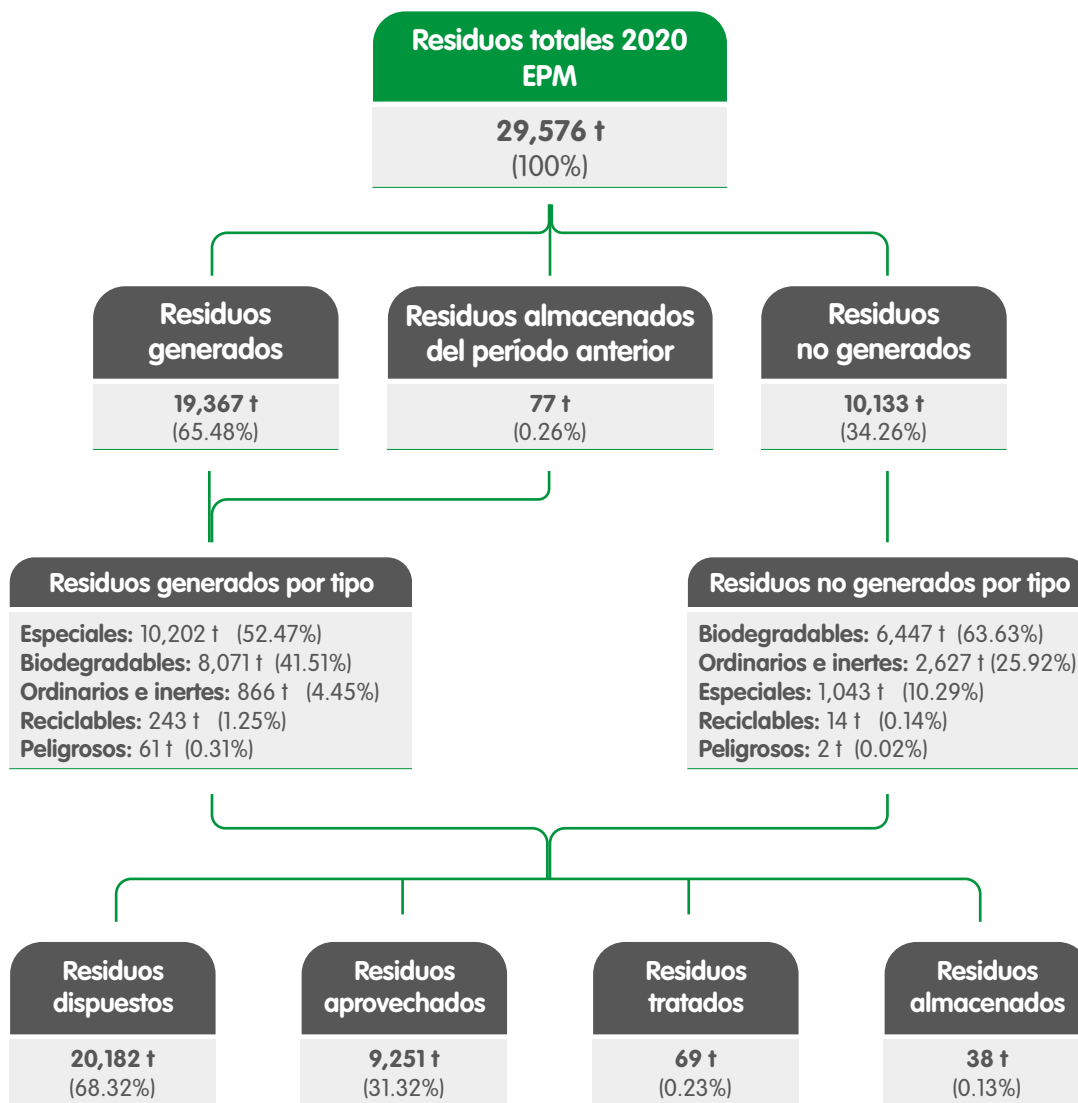 Residuos totales 2020
EPM
29,576 t
(100%)
Residuos
generados
19,367 t
(65.48%)
Residuos almacenados
del período anterior
77 t
(0.26%)
Residuos
no generados
10,133 t
(34.26%)
Residuos generados por tipo
Especiales: 10,202 t (52.47%)
Biodegradables: 8,071 t (41.51%)
Ordinarios e inertes: 866 t (4.45%)
Reciclables: 243 t (1.25%)
Peligrosos: 61 t (0.31%)
Residuos no generados por tipo
Biodegradables: 6,447 t (63.63%)
Ordinarios e inertes: 2,627 t (25.92%)
Especiales: 1,043 t (10.29%)
Reciclables: 14 t (0.14%)
Peligrosos: 2 t (0.02%)
Residuos
dispuestos
20,182 t
(68.32%)
Residuos
aprovechados
9,251 t
(31.32%)
Residuos
tratados
69 t
(0.23%)
Residuos
almacenados
38 t
(0.13%)